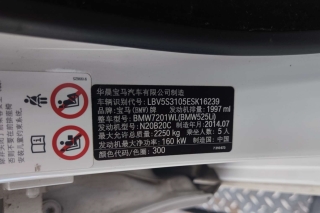 华晨宝马汽车有限公司制造
车辆识别代号: LBV5S3105ESK16239
品牌: 宝马(BMW)牌 发动机排量: 1997 ml
整车型号: BMW7201WL(BMW525Li)
发动机型号: N20B20C 制造年月: 2014.07
最大允许总质量: 2250 kg 乘坐人数: 5 人
发动机最大净功率: 160 kW 制造国: 中国
颜色代码/色漆: 300